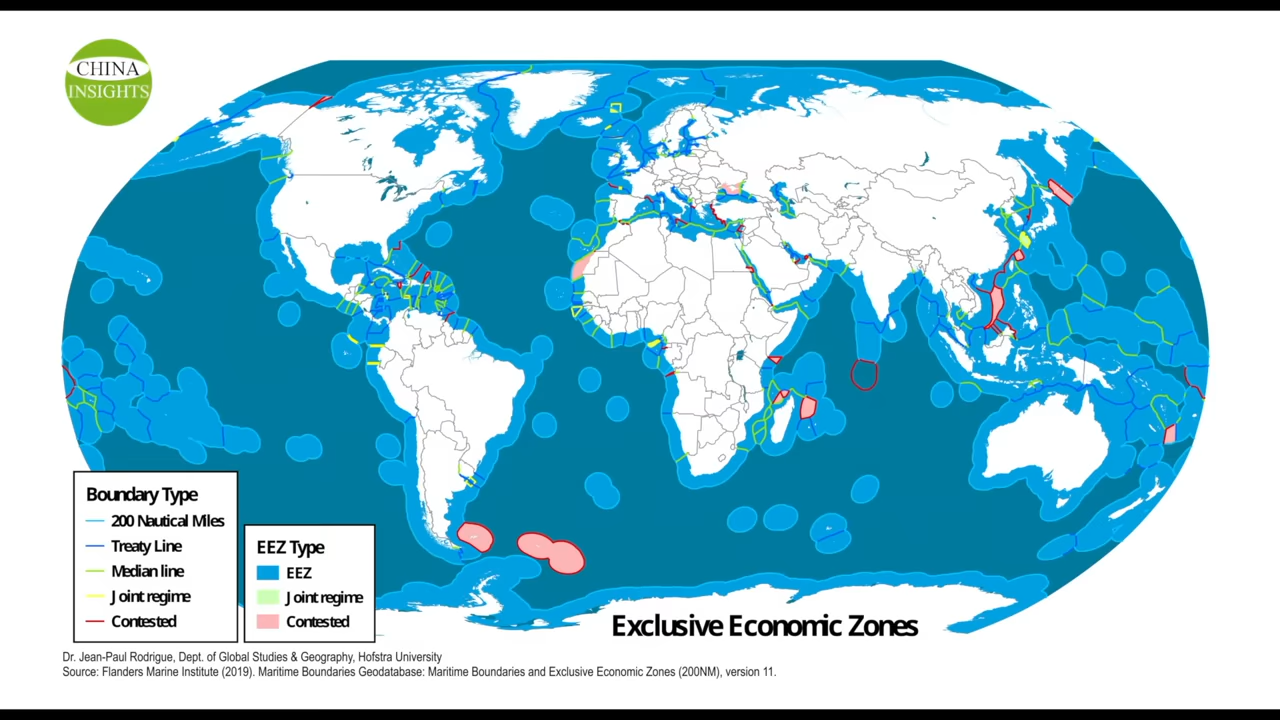 CHINA
INSIGHTS
Boundary Type
200 Nautical Miles
Treaty Line
Median line
Joint regime
Contested
EEZ Type
EEZ
Joint regime
Contested
Exclusive Economic Zones
Dr. Jean-Paul Rodrigue, Dept. of Global Studies & Geography, Hofstra University
Source: Flanders Marine Institute (2019). Maritime Boundaries Geodatabase: Maritime Boundaries and Exclusive Economic Zones (200NM), version 11.